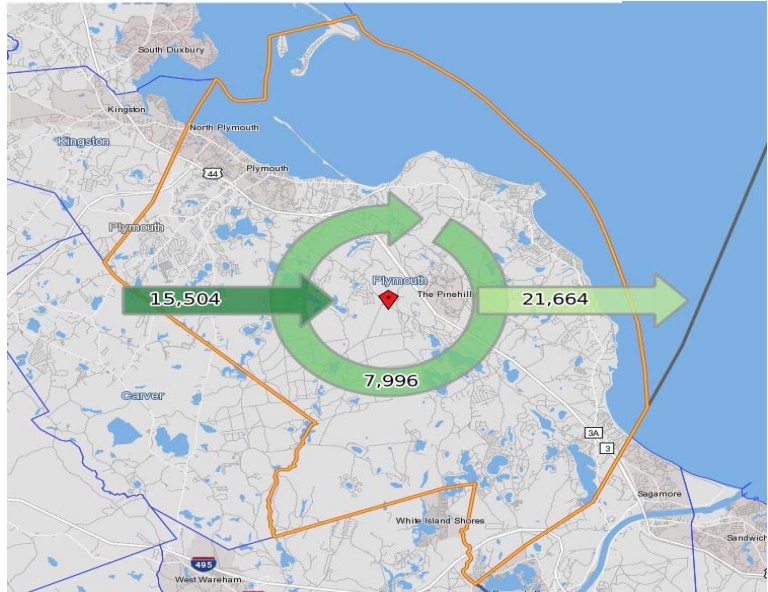 South Duxbury
Kingston
Kingston
North Plymouth
44
Plymouth
Plymouth
Plymouth
The Pinehill
15,504
21,664
7,996
Carver
3A
3
Sagamore
White Island Shores
Sandwich
495
West Wareham